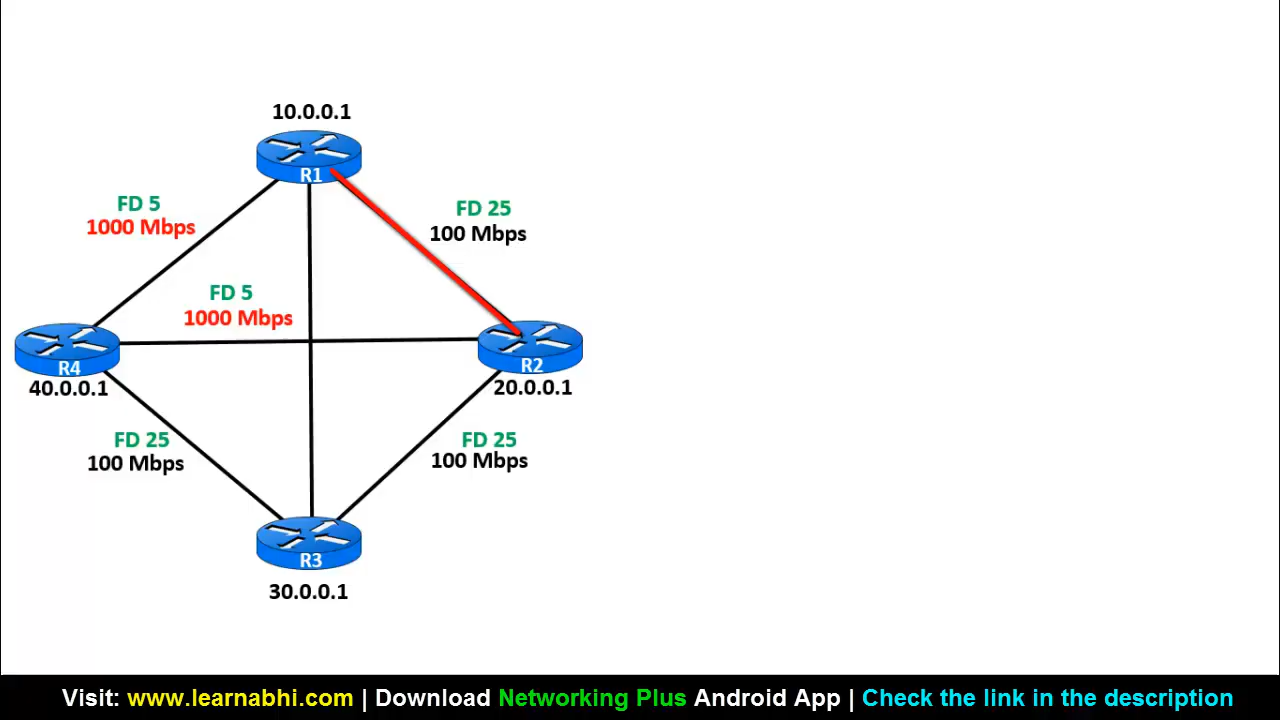 10.0.0.1
R1
FD 5
1000 Mbps
FD 25
100 Mbps
FD 5
1000 Mbps
R4
40.0.0.1
R2
20.0.0.1
FD 25
100 Mbps
FD 25
100 Mbps
R3
30.0.0.1
Visit: www.learnabhi.com | Download Networking Plus Android App | Check the link in the description